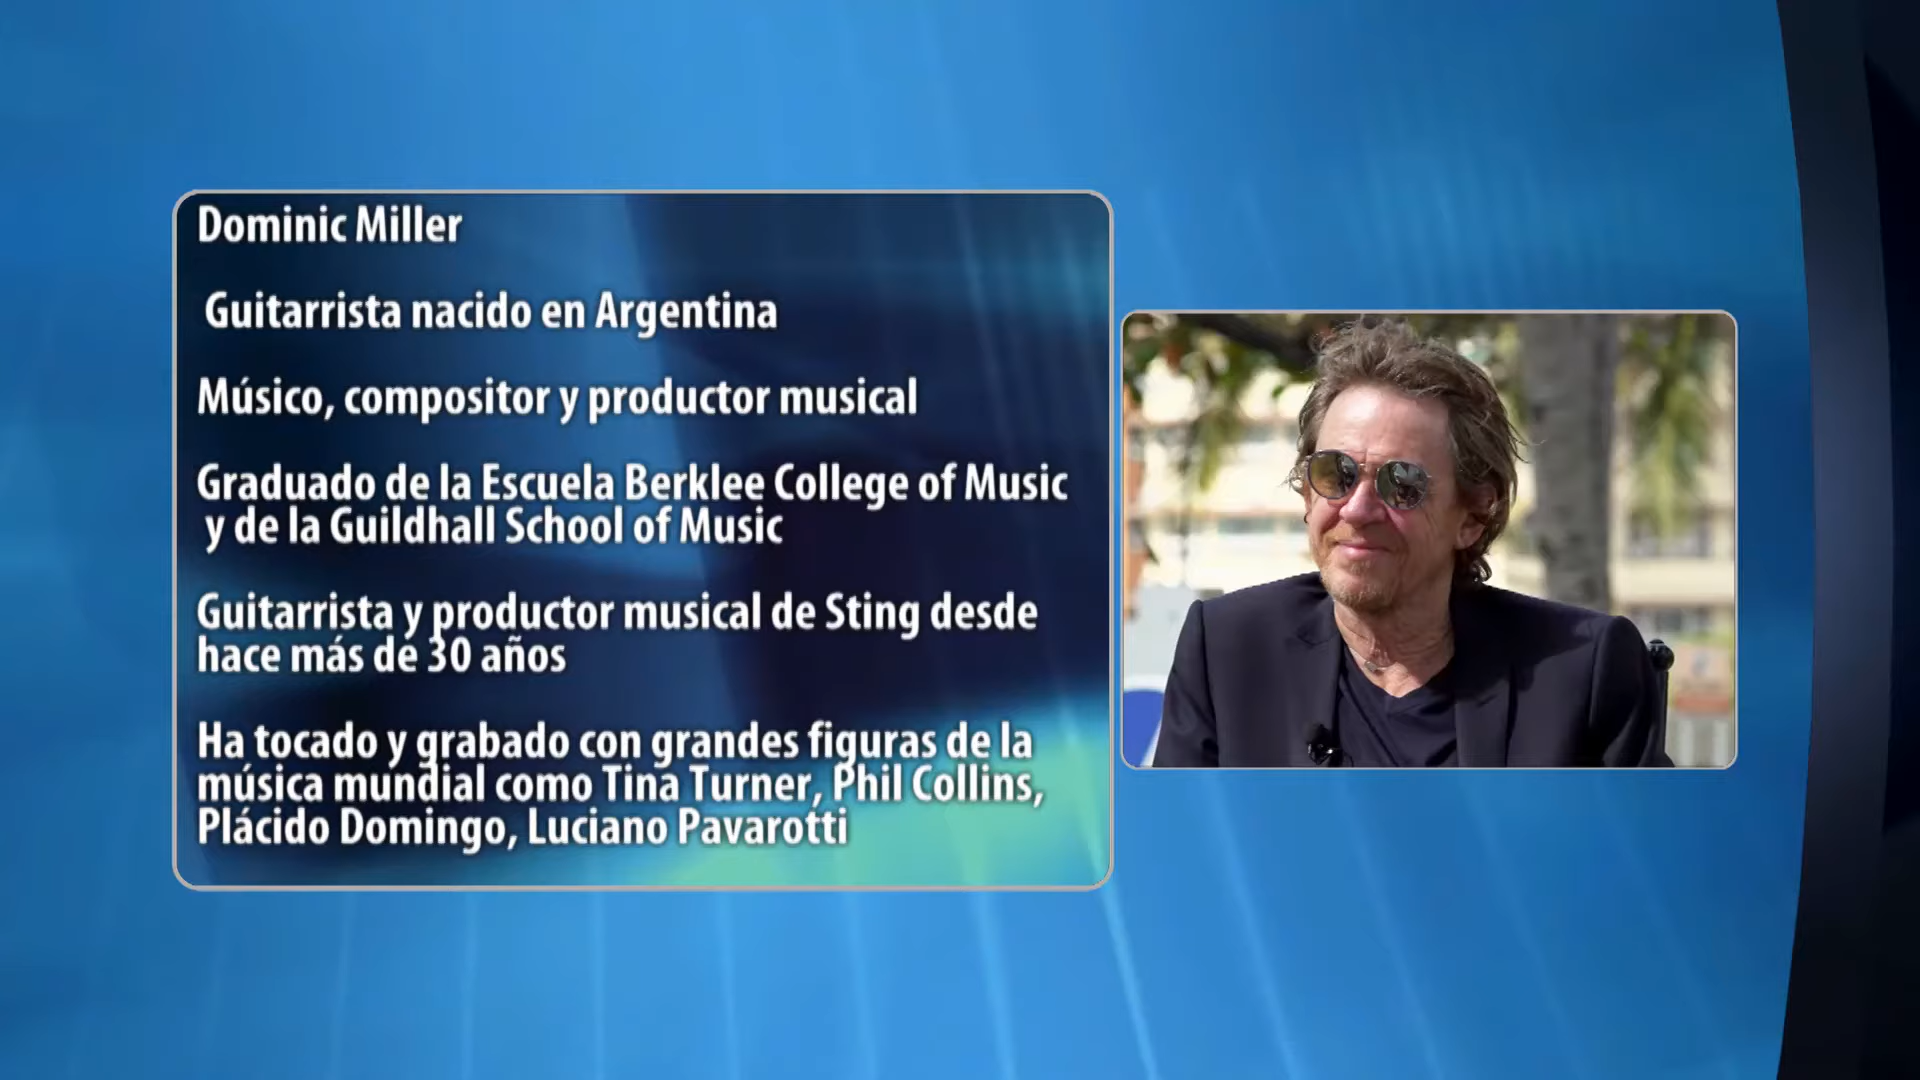 Dominic Miller
Guitarrista nacido en Argentina
Músico, compositor y productor musical
Graduado de la Escuela Berklee College of Music
y de la Guildhall School of Music
Guitarrista y productor musical de Sting desde
hace más de 30 años
Ha tocado y grabado con grandes figuras de la
música mundial como Tina Turner, Phil Collins,
Plácido Domingo, Luciano Pavarotti